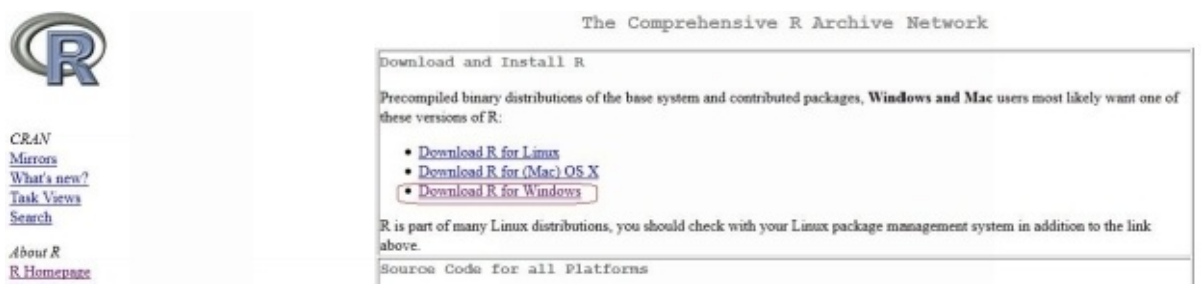 R
The Comprehensive R Archive Network
CRAN
Mirrors
What's new?
Task Views
Search
About R
R Homepage
Download and Install R
Precompiled binary distributions of the base system and contributed packages, Windows and Mac users most likely want one of
these versions of R:
• Download R for Linux
• Download R for (Mac) OS X
• Download R for Windows
R is part of many Linux distributions, you should check with your Linux package management system in addition to the link
above.
Source Code for all Platforms